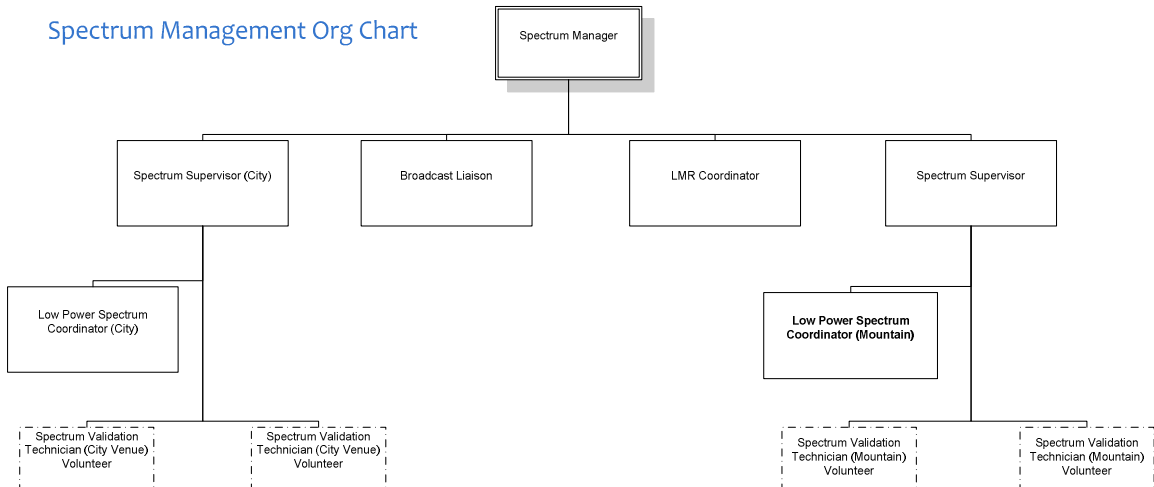 Spectrum Management Org Chart
Spectrum Manager
Spectrum Supervisor (City)
Broadcast Liaison
LMR Coordinator
Spectrum Supervisor
Low Power Spectrum
Coordinator (City)
Low Power Spectrum
Coordinator (Mountain)
Spectrum Validation
Technician (City Venue)
Volunteer
Spectrum Validation
Technician (City Venue)
Volunteer
Spectrum Validation
Technician (Mountain)
Volunteer
Spectrum Validation
Technician (Mountain)
Volunteer